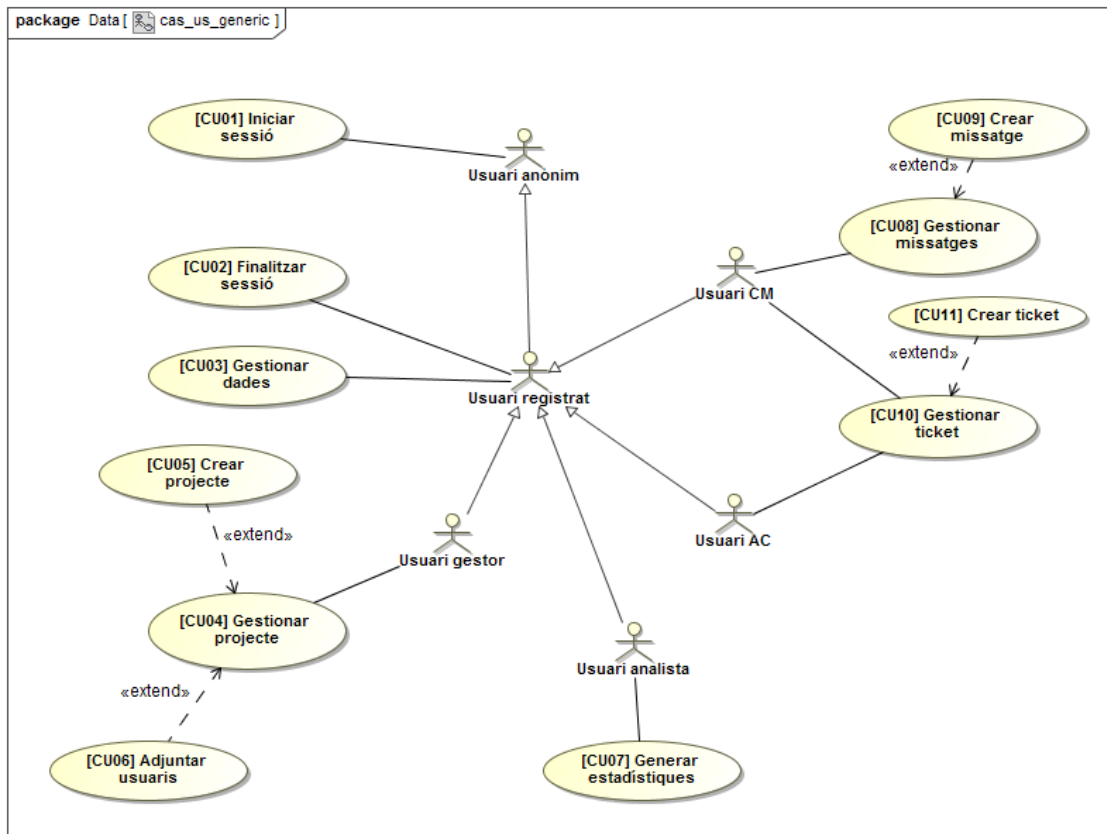 package Data [ cas_us_generic ]
[CU01] Iniciar
sessió
Usuari anonim
[CU09] Crear
missatge
«extend»
[CU08] Gestionar
missatges
[CU02] Finalitzar
sessió
Usuari CM
[CU11] Crear ticket
«extend»
[CU03] Gestionar
dades
Usuari registrat
[CU10] Gestionar
ticket
[CU05] Crear
projecte
«extend»
Usuari gestor
Usuari AC
[CU04] Gestionar
projecte
«extend»
Usuari analista
[CU06] Adjuntar
usuaris
[CU07] Generar
estadístiques